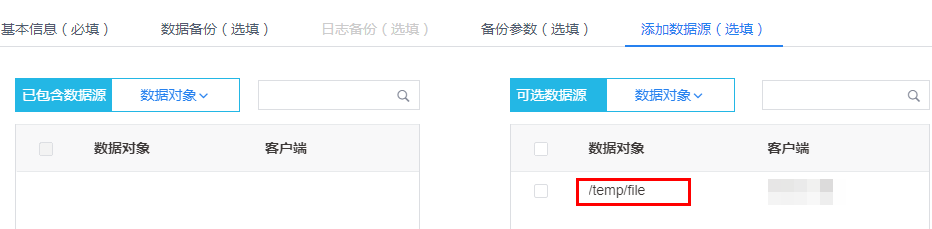 基本信息（必填） 数据备份（选填） 日志备份（选填） 备份参数（选填） 添加数据源（选填）
已包含数据源 数据对象 可选数据源 数据对象
数据对象 客户端 数据对象 客户端
/temp/file